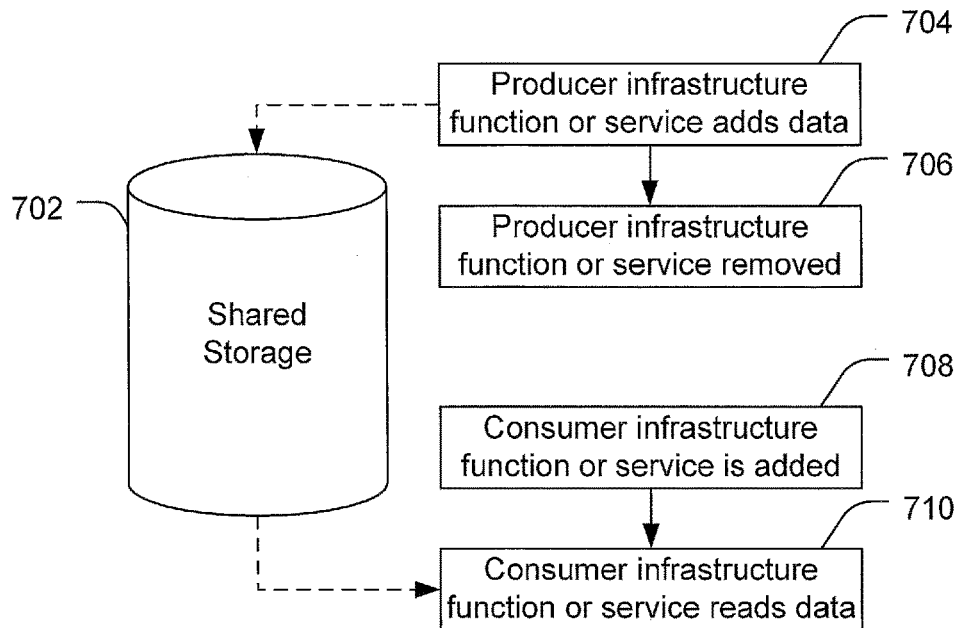 704
Producer infrastructure
function or service adds data
706
702
Producer infrastructure
function or service removed
Shared
Storage
708
Consumer infrastructure
function or service is added
710
Consumer infrastructure
function or service reads data